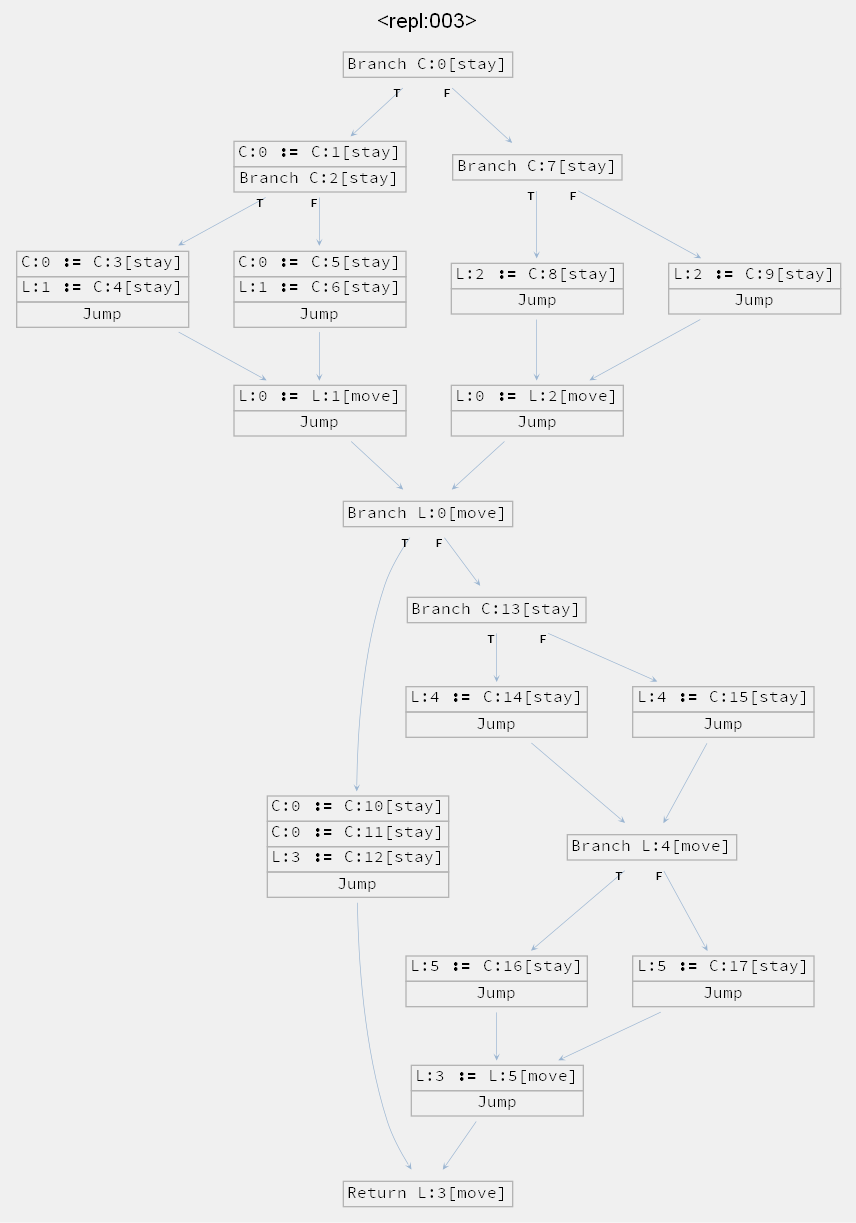 <repl:003>
Branch C:0[stay]
T F
C:0 := C:1[stay]
Branch C:2[stay]
Branch C:7[stay]
T F
T F
C:0 := C:3[stay]
L:1 := C:4[stay]
Jump
C:0 := C:5[stay]
L:1 := C:6[stay]
Jump
L:2 := C:8[stay]
Jump
L:2 := C:9[stay]
Jump
L:0 := L:1[move]
Jump
L:0 := L:2[move]
Jump
Branch L:0[move]
T F
Branch C:13[stay]
T F
L:4 := C:14[stay]
Jump
L:4 := C:15[stay]
Jump
C:0 := C:10[stay]
C:0 := C:11[stay]
L:3 := C:12[stay]
Jump
Branch L:4[move]
T F
L:5 := C:16[stay]
Jump
L:5 := C:17[stay]
Jump
L:3 := L:5[move]
Jump
Return L:3[move]